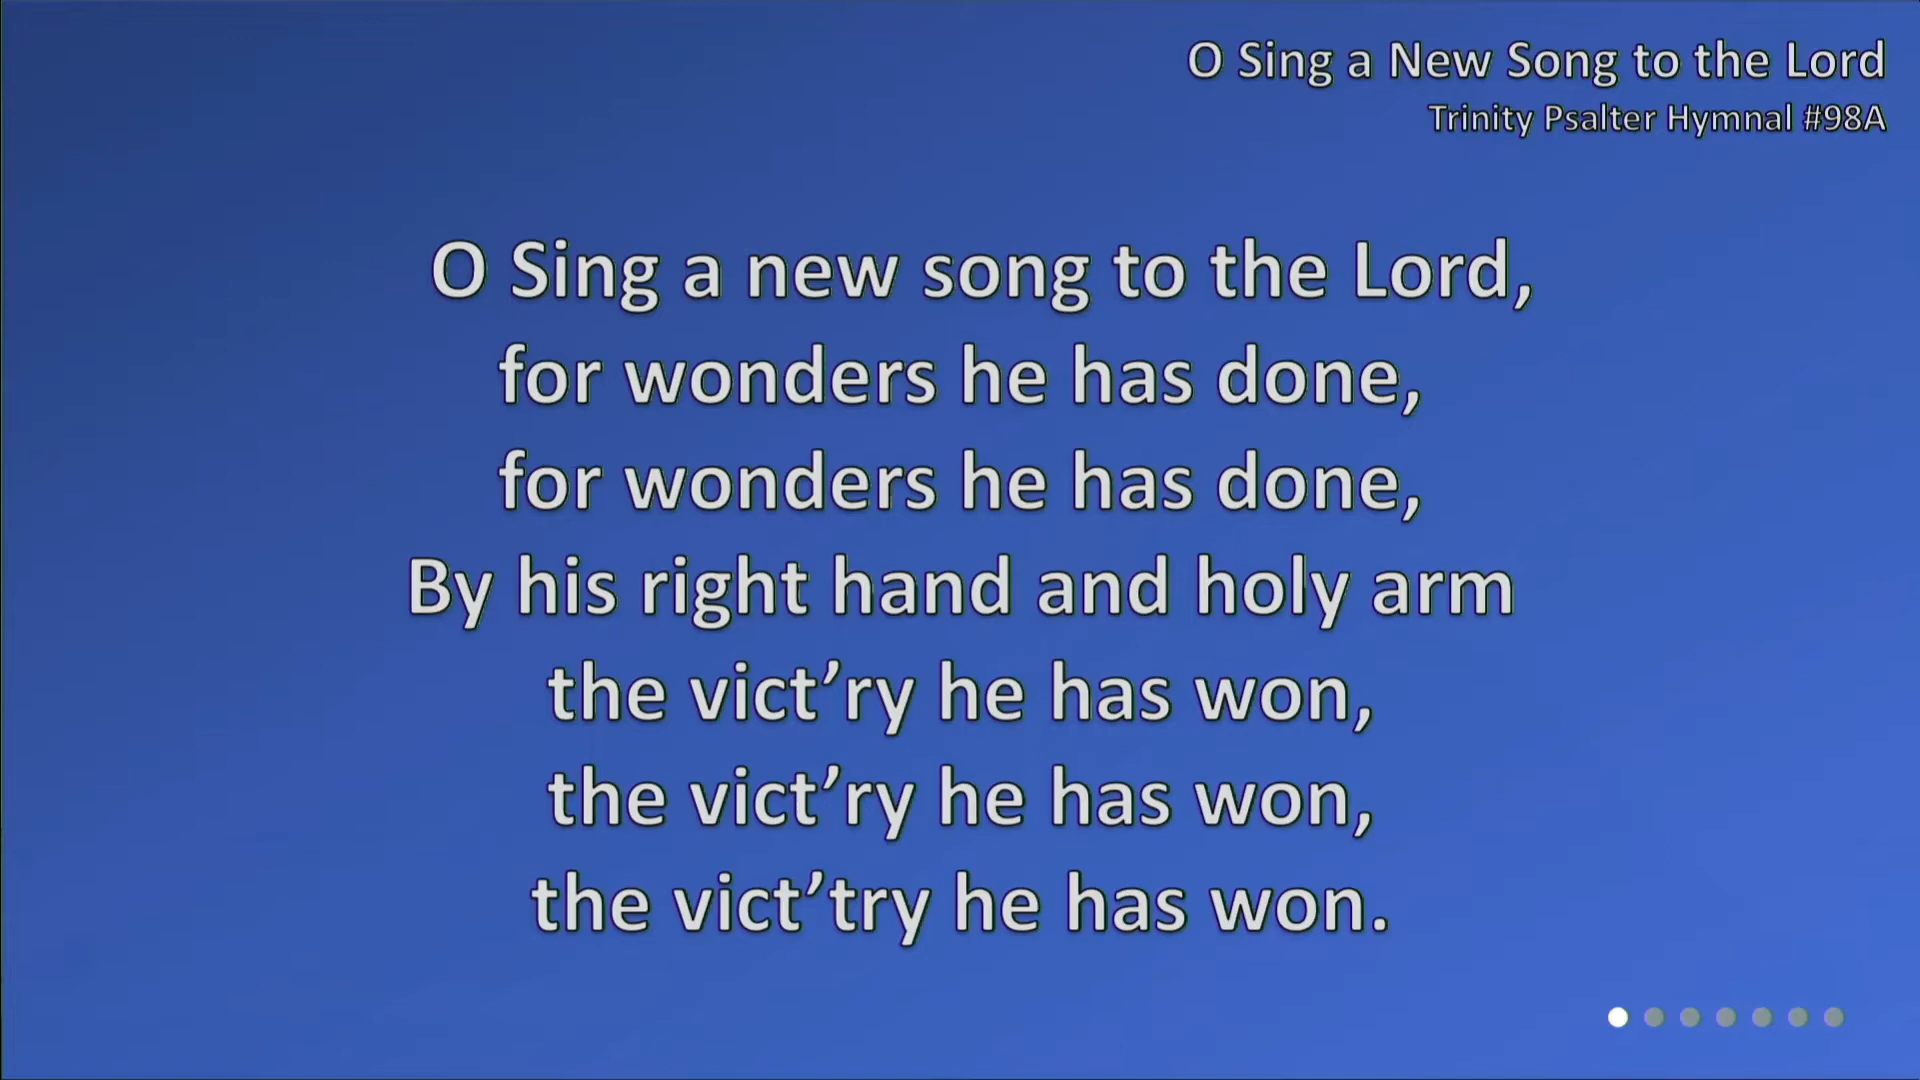 O Sing a New Song to the Lord
Trinity Psalter Hymnal #98A
O Sing a new song to the Lord,
for wonders he has done,
for wonders he has done,
By his right hand and holy arm
the vict’ry he has won,
the vict’ry he has won,
the vict’try he has won.